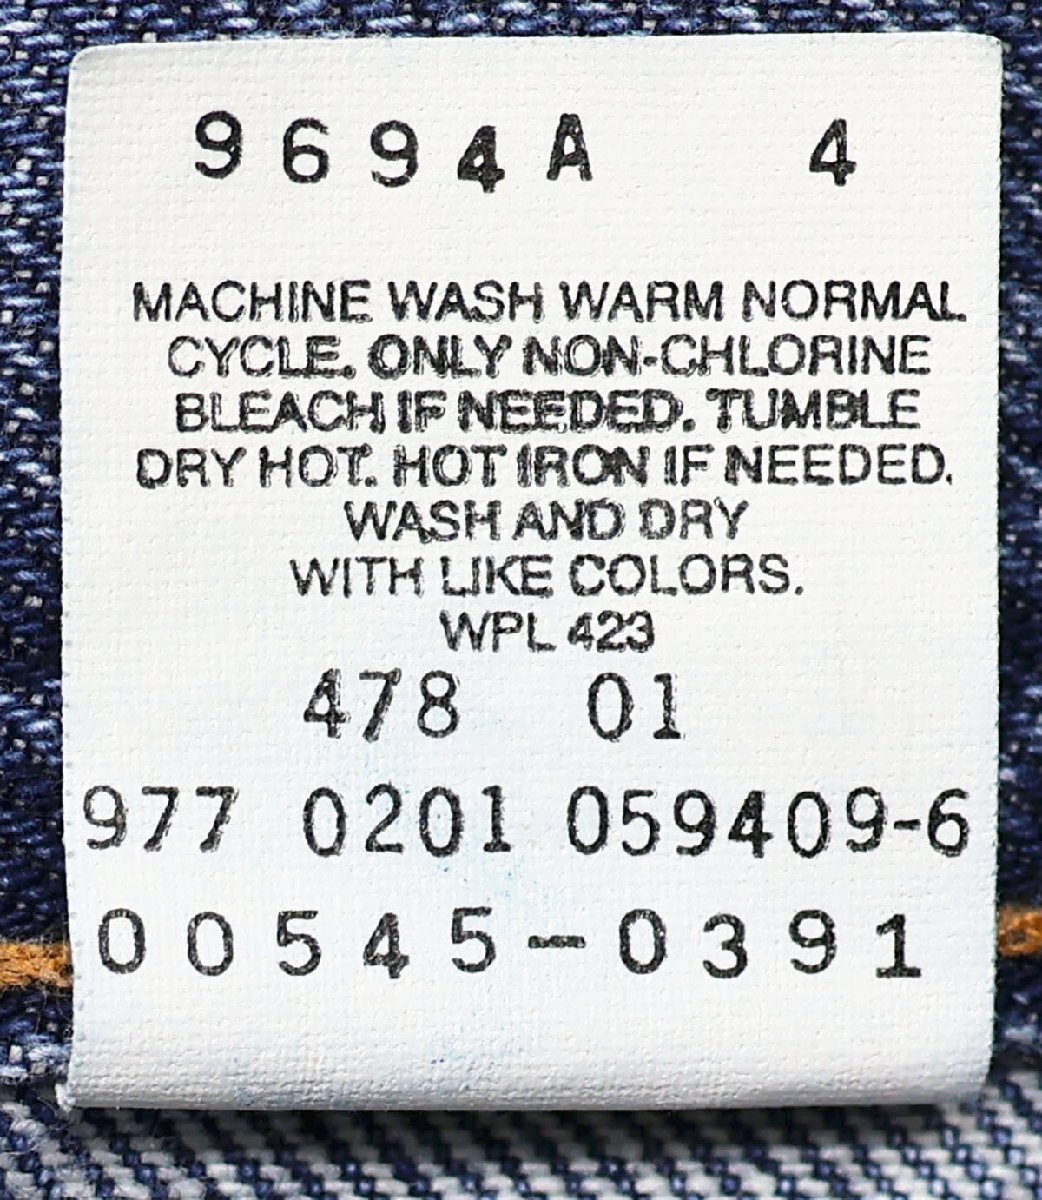 9694A 4
MACHINE WASH WARM NORMAL
CYCLE. ONLY NON-CHLORINE
BLEACH IF NEEDED. TUMBLE
DRY HOT. HOT IRON IF NEEDED.
WASH AND DRY
WITH LIKE COLORS.
WPL 423
478 01
977 0201 059409-6
00545-0391